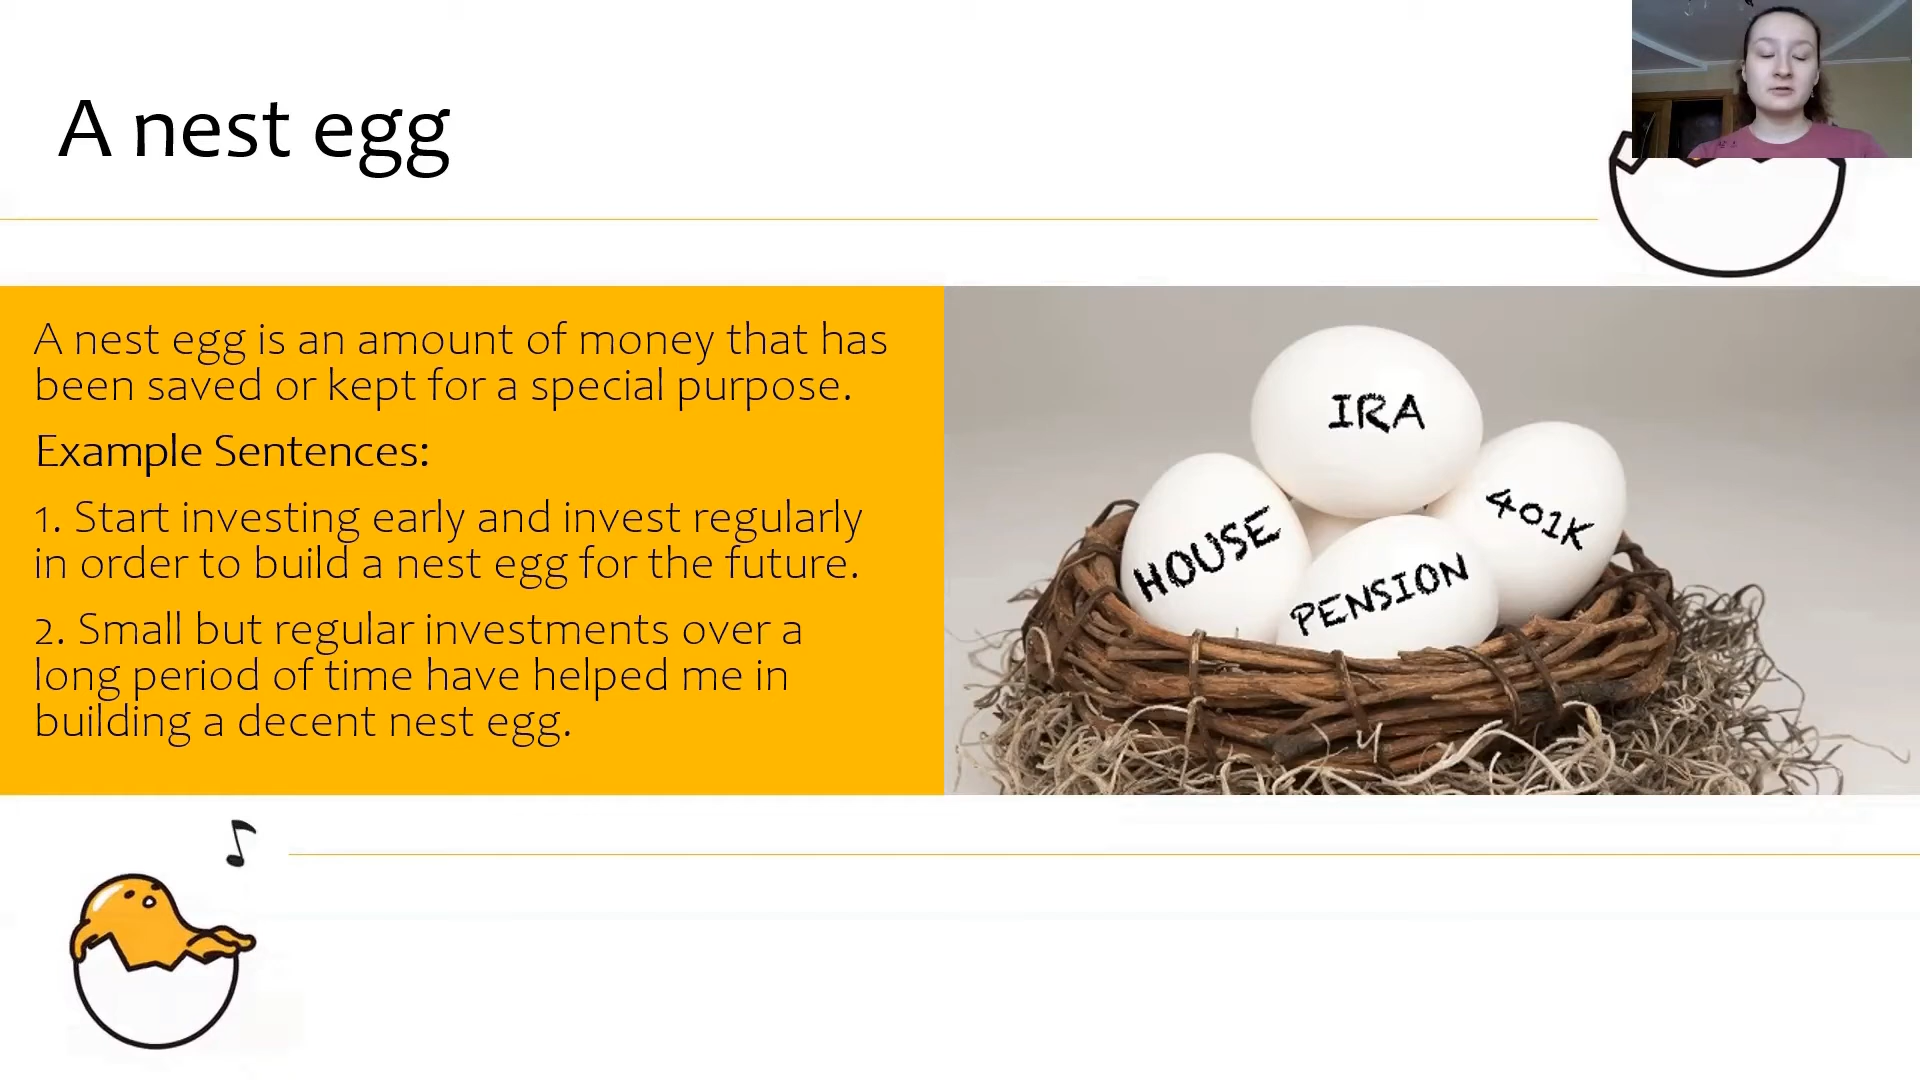 A nest egg
A nest egg is an amount of money that has
been saved or kept for a special purpose.
Example Sentences:
1. Start investing early and invest regularly
in order to build a nest egg for the future.
2. Small but regular investments over a
long period of time have helped me in
building a decent nest egg.
IRA
HOUSE
401K
PENSION